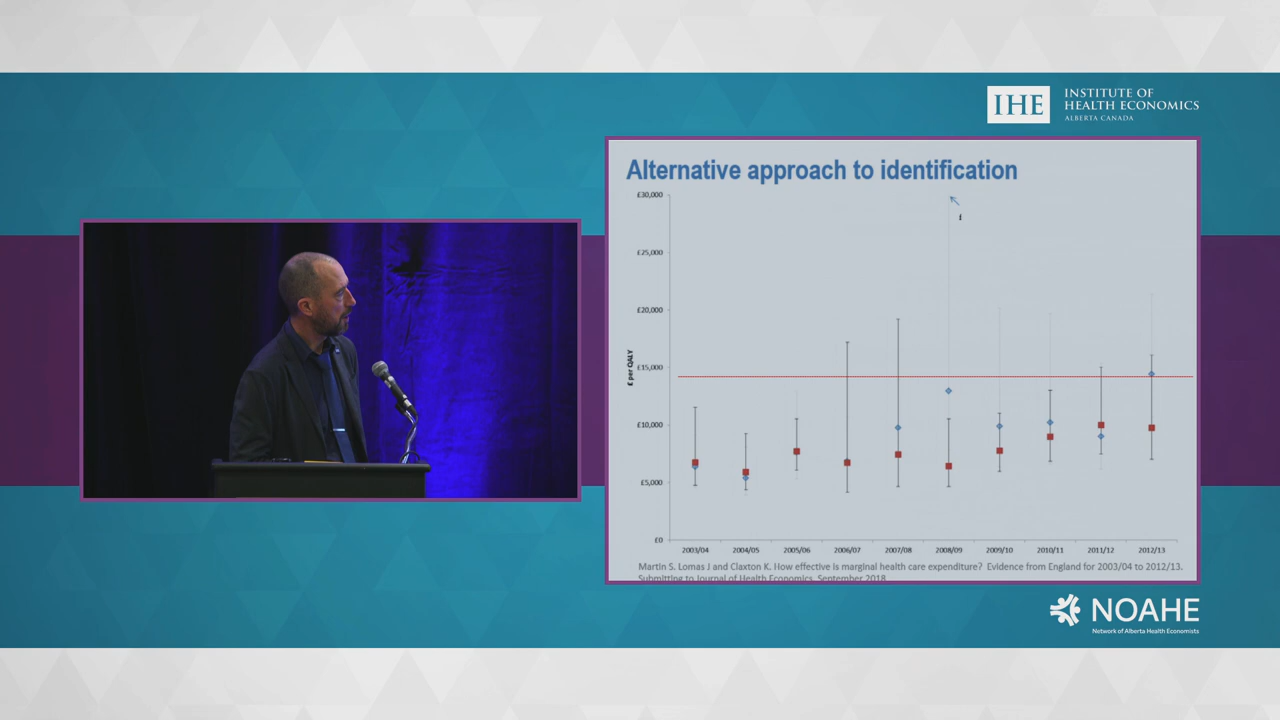 IHE
INSTITUTE OF
HEALTH ECONOMICS
ALBERTA CANADA
Alternative approach to identification
£30,000
£25,000
£20,000
£15,000
£10,000
£5,000
£0
£ per QALY
£
2003/04 2004/05 2005/06 2006/07 2007/08 2008/09 2009/10 2010/11 2011/12 2012/13
Martin S. Lomas J and Claxton K. How effective is marginal health care expenditure? Evidence from England for 2003/04 to 2012/13.
Submitting to Journal of Health Economics, September 2018
NOAHE
Network of Alberta Health Economists